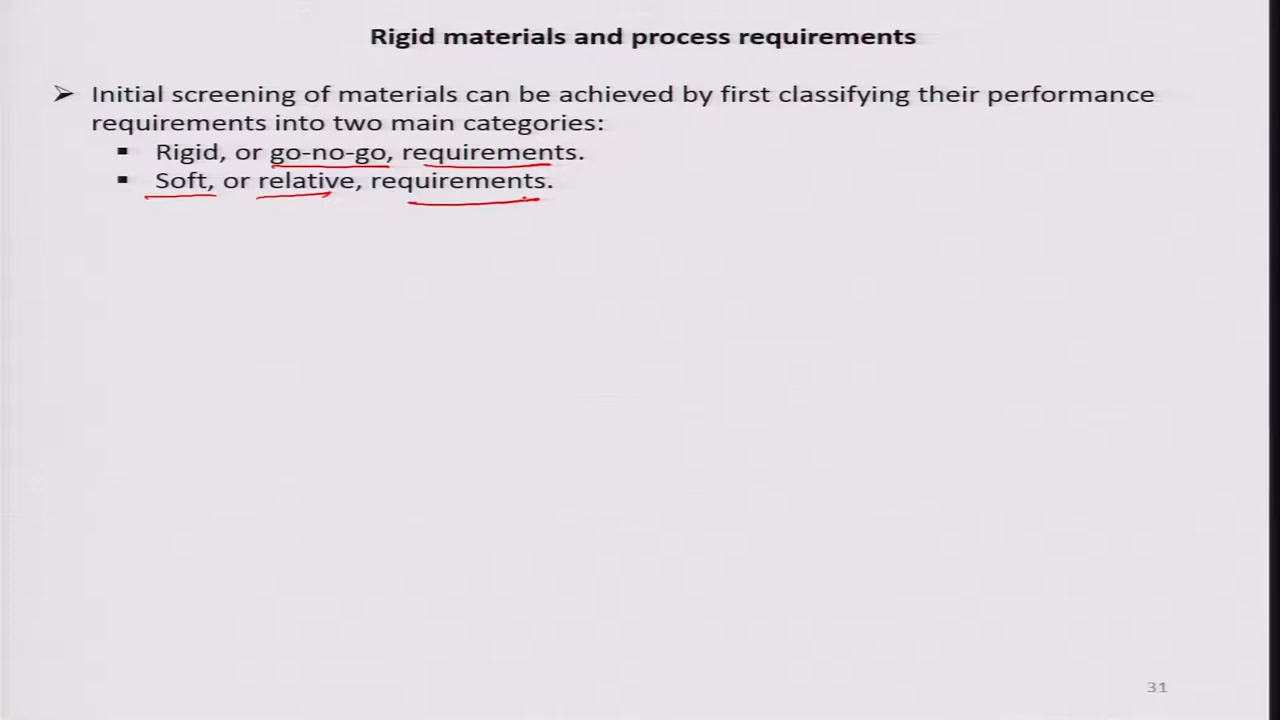 Rigid materials and process requirements
➢ Initial screening of materials can be achieved by first classifying their performance
requirements into two main categories:
▪ Rigid, or go-no-go, requirements.
▪ Soft, or relative, requirements.
31